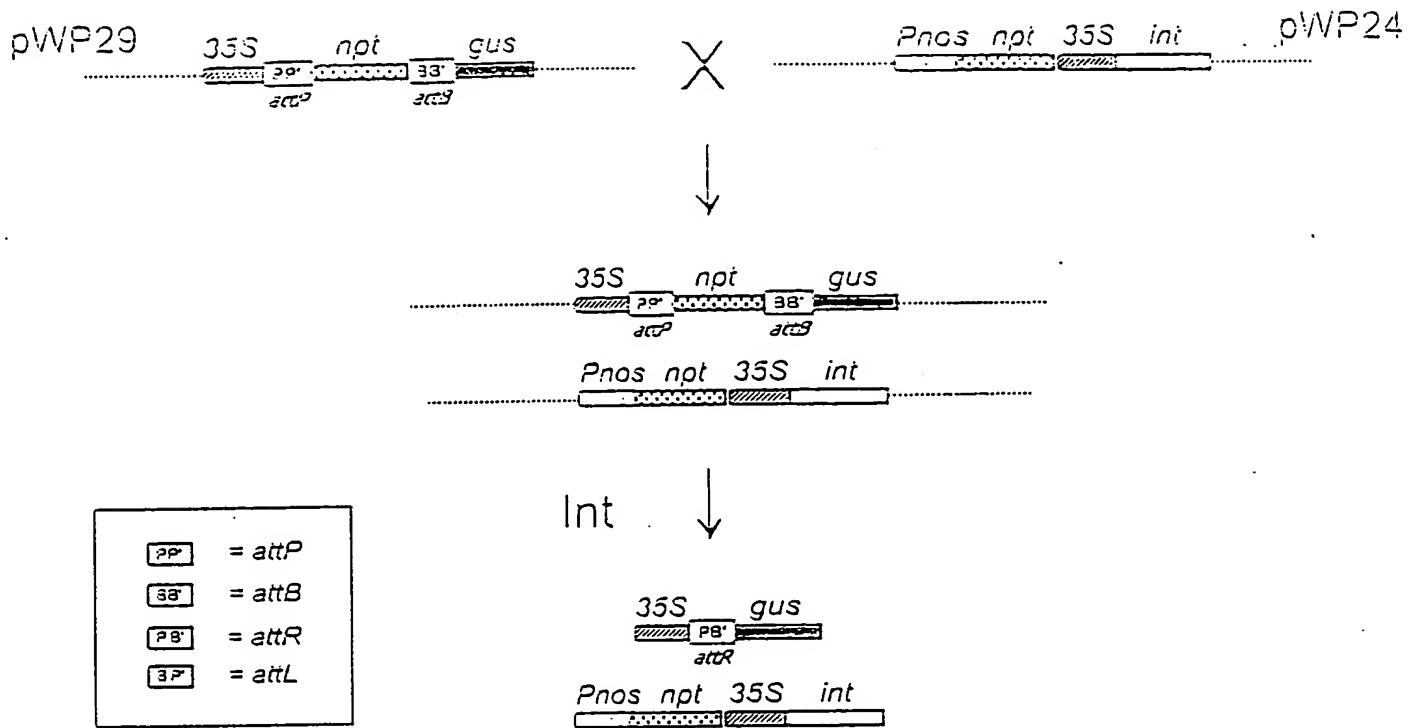 pWP29
35S npt gus
PP' BB'
attP attB
Pnos npt 35S int
pWP24
35S npt gus
PP' BB'
attP attB
Pnos npt 35S int
Int
PP' = attP
BB' = attB
PB' = attR
BP' = attL
35S gus
PB'
attR
Pnos npt 35S int